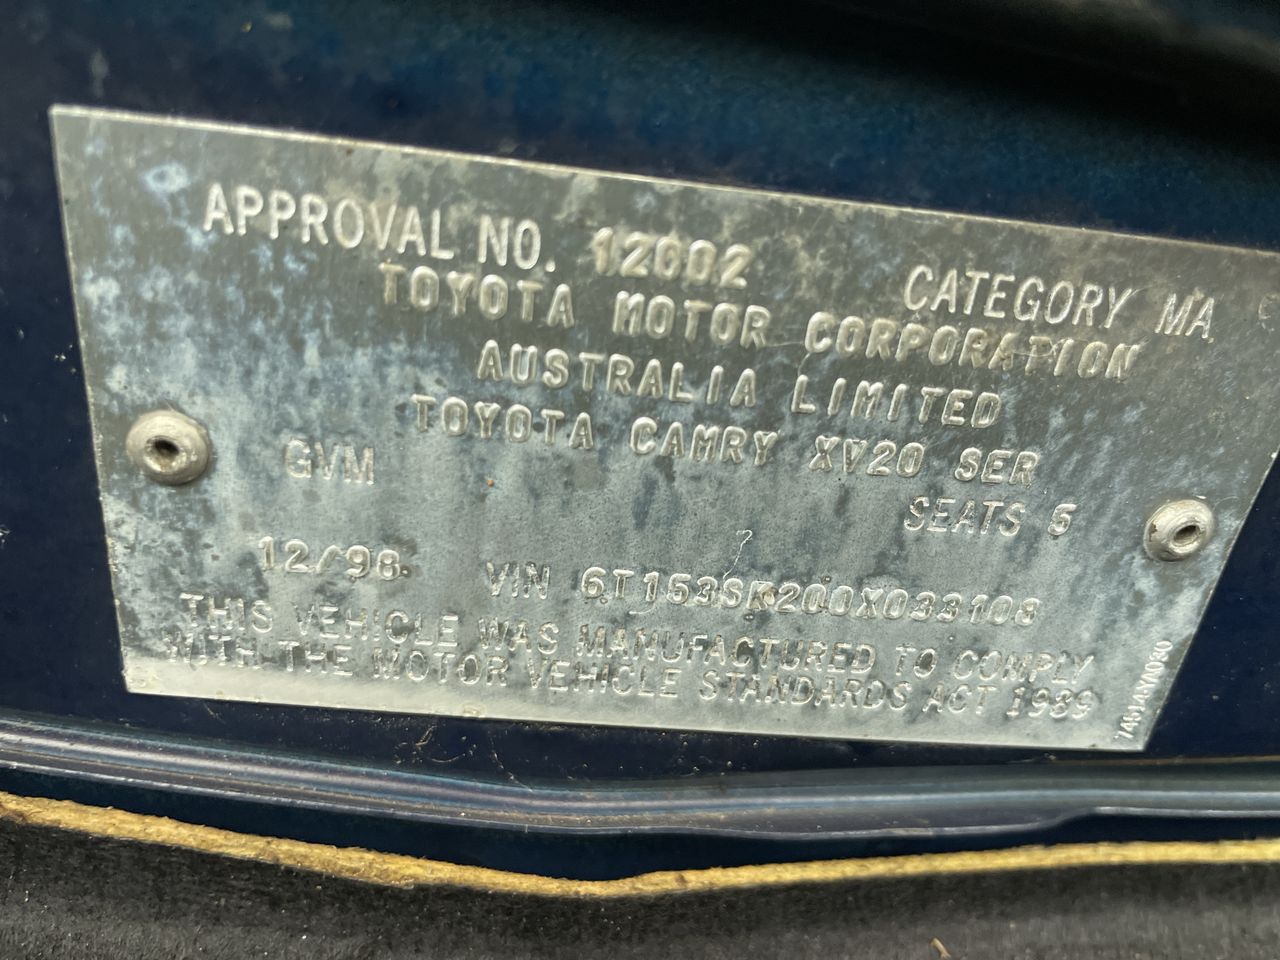 APPROVAL NO. 12002 CATEGORY MA
TOYOTA MOTOR CORPORATION
AUSTRALIA LIMITED
TOYOTA CAMRY XV20 SER
GVM SEATS 5
12/98 VIN 6T153SK200X033108
THIS VEHICLE WAS MANUFACTURED TO COMPLY
WITH THE MOTOR VEHICLE STANDARDS ACT 1989